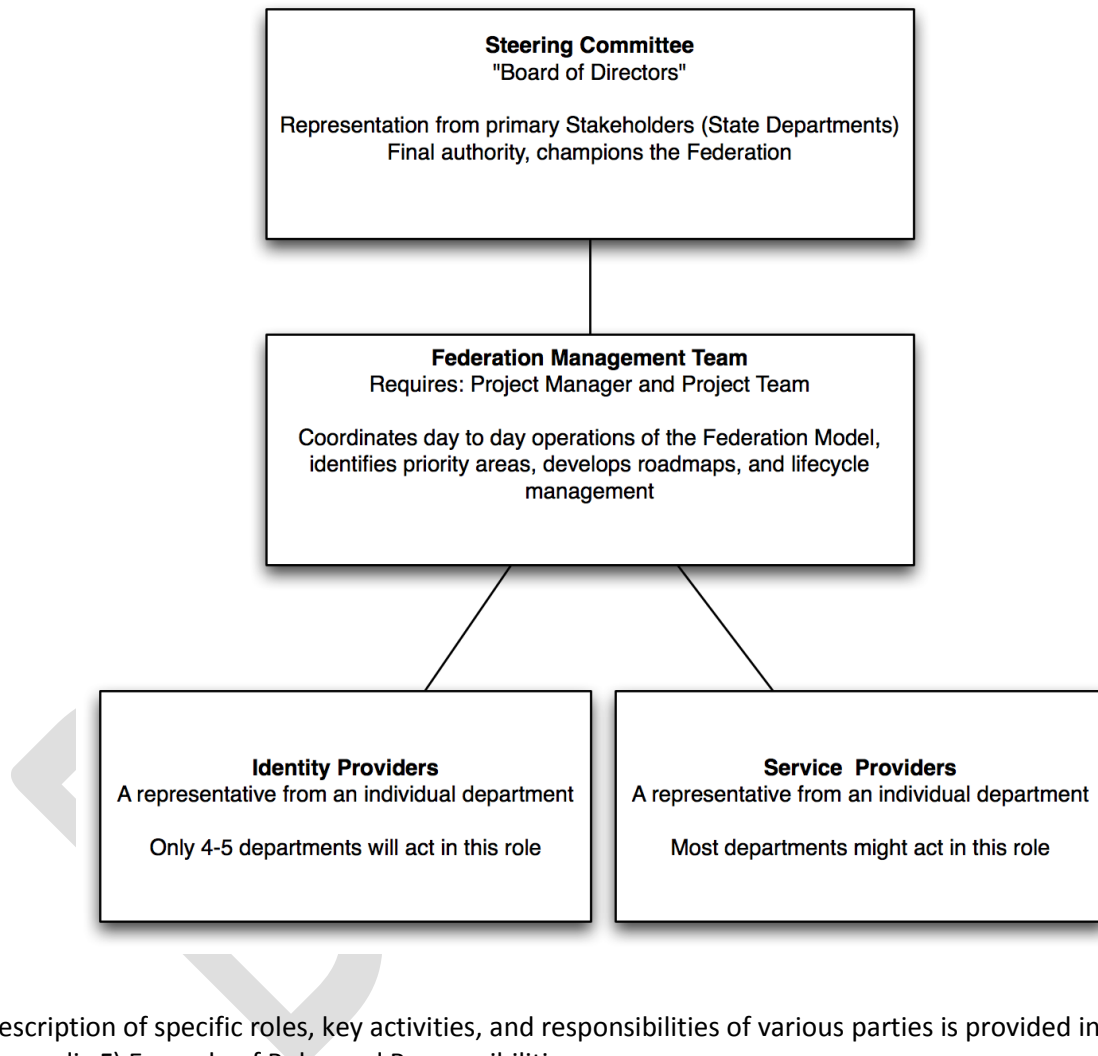 Steering Committee
"Board of Directors"
Representation from primary Stakeholders (State Departments)
Final authority, champions the Federation
Federation Management Team
Requires: Project Manager and Project Team
Coordinates day to day operations of the Federation Model,
identifies priority areas, develops roadmaps, and lifecycle
management
Identity Providers
A representative from an individual department
Only 4-5 departments will act in this role
Service Providers
A representative from an individual department
Most departments might act in this role
escription of specific roles, key activities, and responsibilities of various parties is provided in